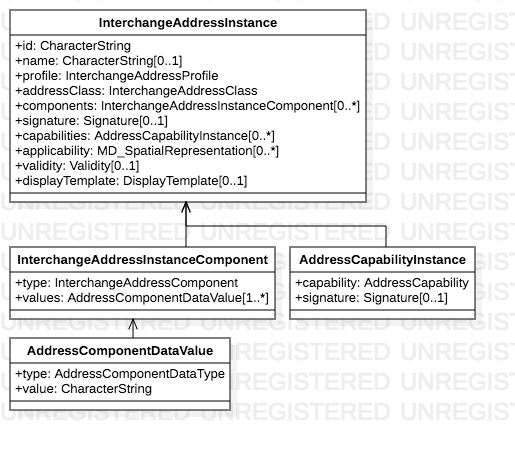 InterchangeAddressInstance
+id: CharacterString
+name: CharacterString[0..1]
+profile: InterchangeAddressProfile
+addressClass: InterchangeAddressClass
+components: InterchangeAddressInstanceComponent[0..*]
+signature: Signature[0..1]
+capabilities: AddressCapabilityInstance[0..*]
+applicability: MD_SpatialRepresentation[0..*]
+validity: Validity[0..1]
+displayTemplate: DisplayTemplate[0..1]
InterchangeAddressInstanceComponent
+type: InterchangeAddressComponent
+values: AddressComponentDataValue[1..*]
AddressCapabilityInstance
+capability: AddressCapability
+signature: Signature[0..1]
AddressComponentDataValue
+type: AddressComponentDataType
+value: CharacterString
UNREGISTERED